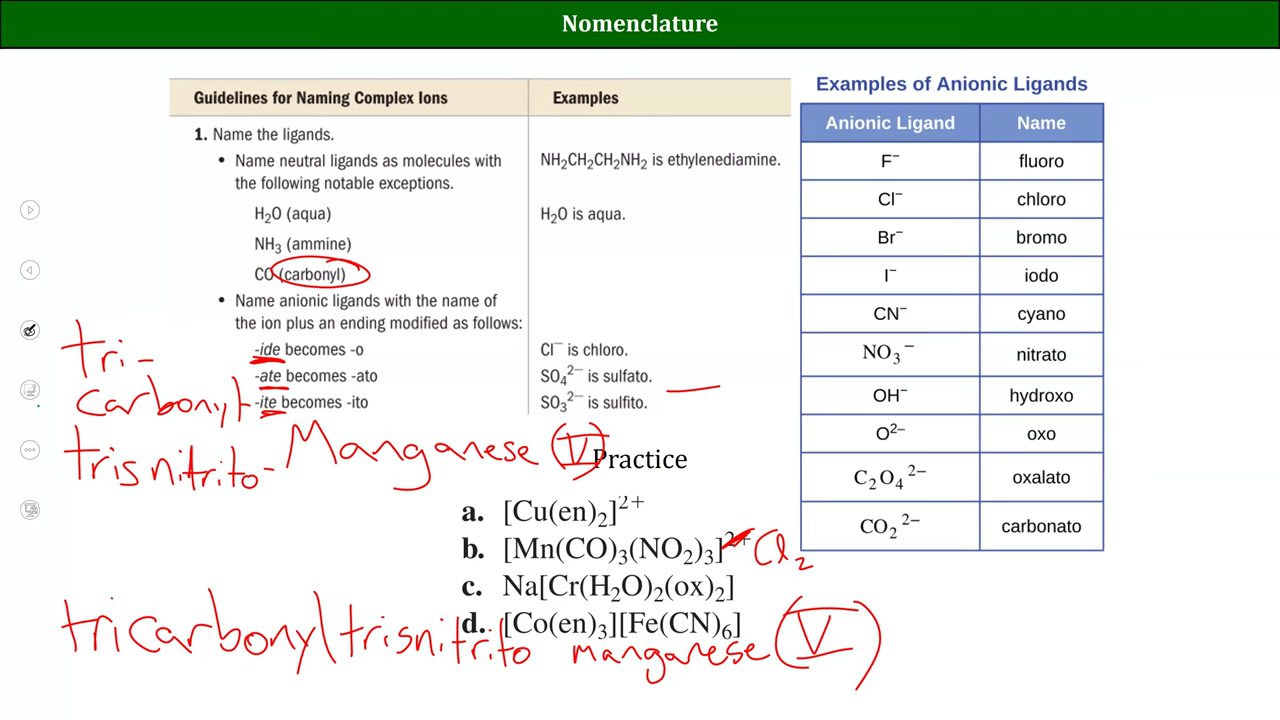 Nomenclature
Guidelines for Naming Complex Ions
Examples
1. Name the ligands.
• Name neutral ligands as molecules with
the following notable exceptions.
NH₂CH₂CH₂NH₂ is ethylenediamine.
H₂O (aqua)
H₂O is aqua.
NH₃ (ammine)
CO (carbonyl)
• Name anionic ligands with the name of
the ion plus an ending modified as follows:
-ide becomes -o
Cl⁻ is chloro.
-ate becomes -ato
SO₄²⁻ is sulfato.
-ite becomes -ito
SO₃²⁻ is sulfito.
Examples of Anionic Ligands
Anionic Ligand
Name
F⁻
fluoro
Cl⁻
chloro
Br⁻
bromo
I⁻
iodo
CN⁻
cyano
NO₃⁻
nitrato
OH⁻
hydroxo
O²⁻
oxo
C₂O₄²⁻
oxalato
CO₂²⁻
carbonato
tri-
carbonyl-
trisnitrito- Manganese (V)
Practice
a. [Cu(en)₂]²⁺
b. [Mn(CO)₃(NO₂)₃]²⁺ Cl₂
c. Na[Cr(H₂O)₂(ox)₂]
d. [Co(en)₃][Fe(CN)₆]
tricarbonyltrisnitrito manganese (V)